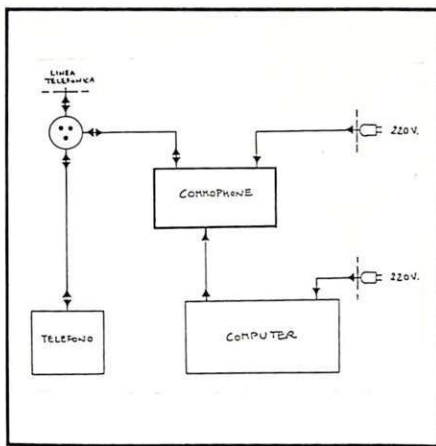 LINEA
TELEFONICA
220V.
COMMOPHONE
220V.
TELEFONO
COMPUTER